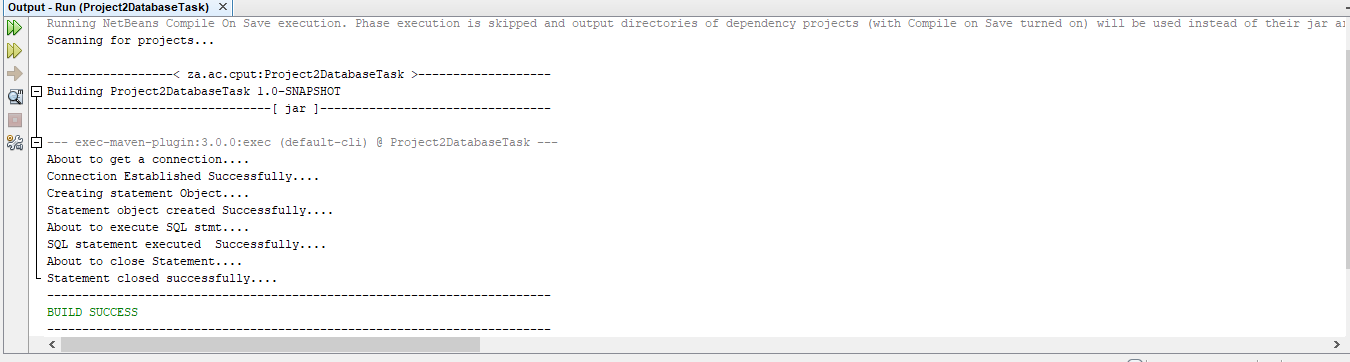 Output - Run (Project2DatabaseTask) ×
Running NetBeans Compile On Save execution. Phase execution is skipped and output directories of dependency projects (with Compile on Save turned on) will be used instead of their jar
Scanning for projects...
------------------< za.ac.cput:Project2DatabaseTask >-------------------
Building Project2DatabaseTask 1.0-SNAPSHOT
--------------------------------[ jar ]---------------------------------
--- exec-maven-plugin:3.0.0:exec (default-cli) @ Project2DatabaseTask ---
About to get a connection....
Connection Established Successfully....
Creating statement Object....
Statement object created Successfully....
About to execute SQL stmt....
SQL statement executed  Successfully....
About to close Statement....
Statement closed successfully....
------------------------------------------------------------------------
BUILD SUCCESS
------------------------------------------------------------------------